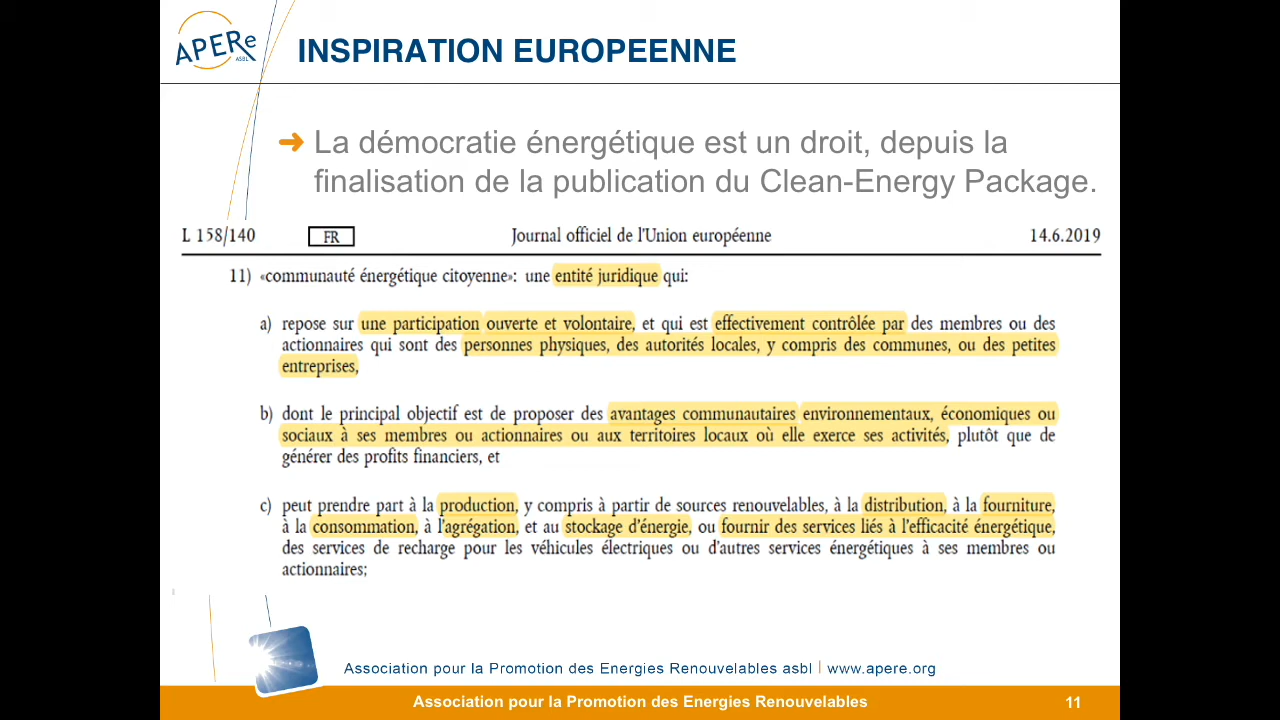 APERe
ASBL
INSPIRATION EUROPEENNE
La démocratie énergétique est un droit, depuis la
finalisation de la publication du Clean-Energy Package.
L 158/140 FR Journal officiel de l'Union européenne 14.6.2019
11) «communauté énergétique citoyenne»: une entité juridique qui:
a) repose sur une participation ouverte et volontaire, et qui est effectivement contrôlée par des membres ou des
actionnaires qui sont des personnes physiques, des autorités locales, y compris des communes, ou des petites
entreprises,
b) dont le principal objectif est de proposer des avantages communautaires environnementaux, économiques ou
sociaux à ses membres ou actionnaires ou aux territoires locaux où elle exerce ses activités, plutôt que de
générer des profits financiers, et
c) peut prendre part à la production, y compris à partir de sources renouvelables, à la distribution, à la fourniture,
à la consommation, à l'agrégation, et au stockage d'énergie, ou fournir des services liés à l'efficacité énergétique,
des services de recharge pour les véhicules électriques ou d'autres services énergétiques à ses membres ou
actionnaires;
Association pour la Promotion des Energies Renouvelables asbl | www.apere.org
Association pour la Promotion des Energies Renouvelables 11